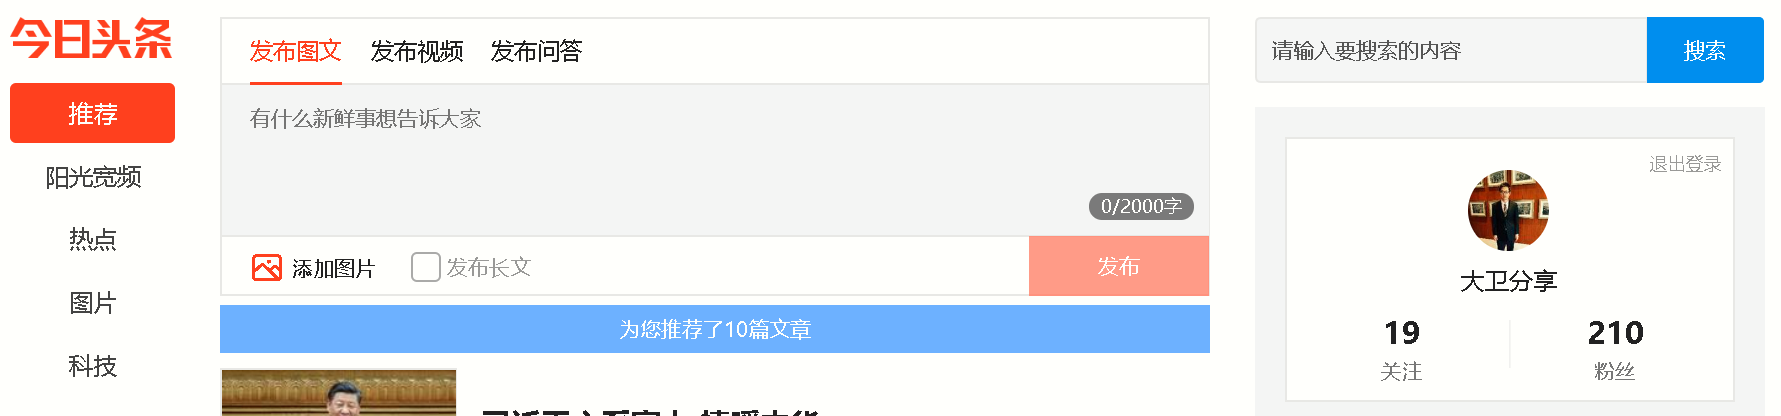 今日头条
推荐
阳光宽频
热点
图片
科技
发布图文 发布视频 发布问答
有什么新鲜事想告诉大家
0/2000字
添加图片 发布长文 发布
为您推荐了10篇文章
请输入要搜索的内容 搜索
退出登录
大卫分享
19 210
关注 粉丝